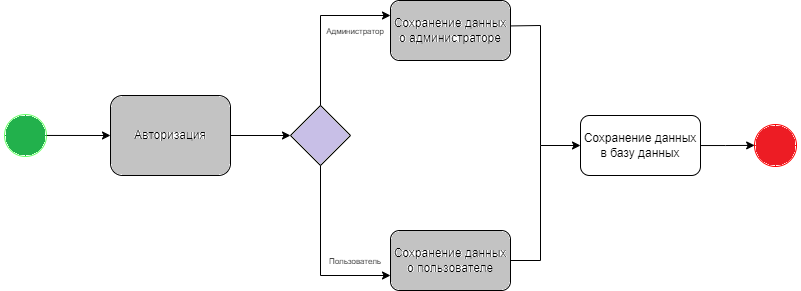 Сохранение данных
о администраторе
Администратор
Авторизация
Сохранение данных
в базу данных
Пользователь
Сохранение данных
о пользователе